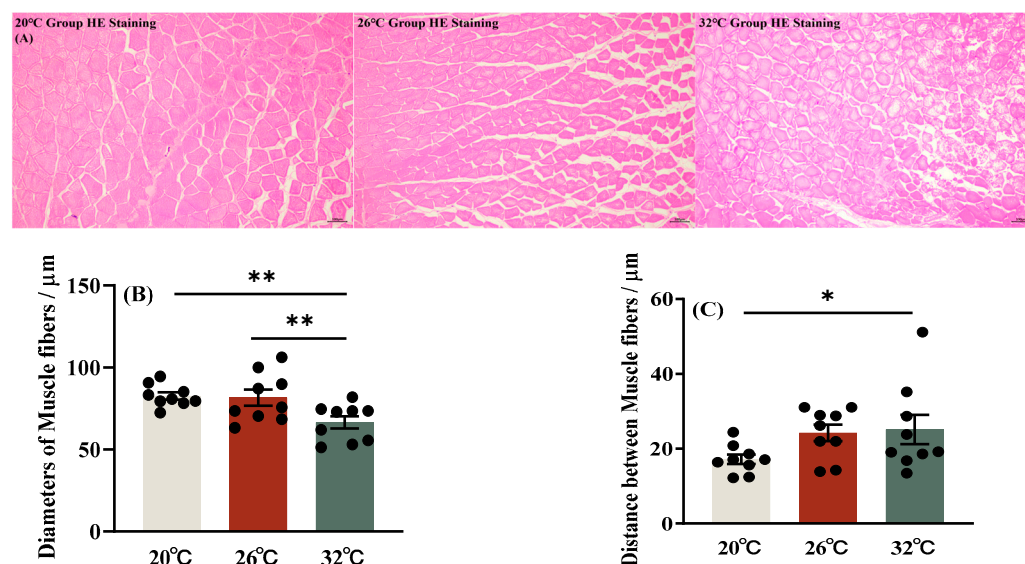 20℃ Group HE Staining
(A)
26℃ Group HE Staining
32℃ Group HE Staining
Diameters of Muscle fibers / μm
(B)
150
100
50
0
**
**
20℃
26℃
32℃
Distance between Muscle fibers / μm
(C)
60
40
20
0
*
20℃
26℃
32℃